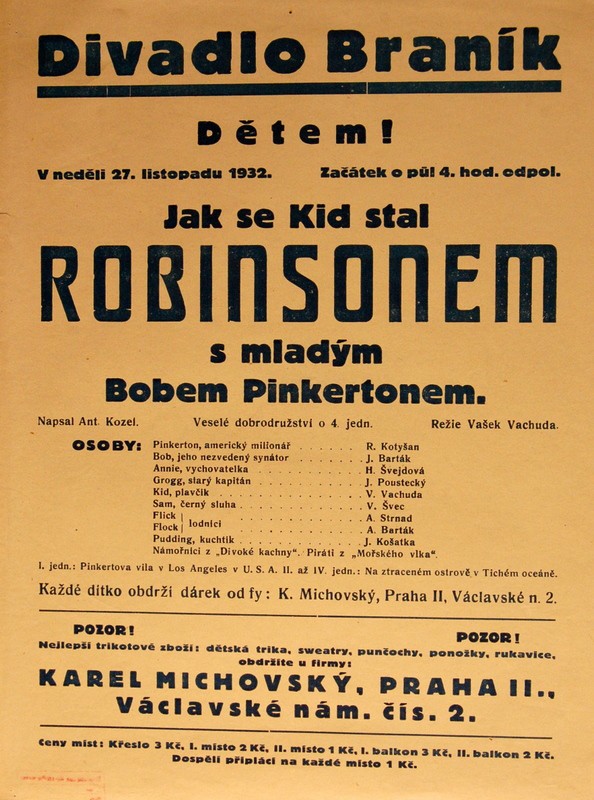 Divadlo Braník
Dětem!
V neděli 27. listopadu 1932. Začátek o půl 4. hod. odpol.
Jak se Kid stal
ROBINSONEM
s mladým
Bobem Pinkertonem.
Napsal Ant. Kozel. Veselé dobrodružství o 4. jedn. Režie Vašek Vachuda.
OSOBY: Pinkerton, americký milionář . . . . . . R. Kotyšan
Bob, jeho nezvedený synátor . . . . . . J. Barták
Annie, vychovatelka . . . . . . . . . H. Švejdová
Grogg, starý kapitán . . . . . . . . . J. Poustecký
Kid, plavčík . . . . . . . . . . . . V. Vachuda
Sam, černý sluha . . . . . . . . . . V. Švec
Flick | lodníci . . . . . . . . . . A. Strnad
Flock | . . . . . . . . . . A. Barták
Pudding, kuchtik . . . . . . . . . . J. Košatka
Námořníci z „Divoké kachny“. Piráti z „Mořského vlka“.
I. jedn.: Pinkertova vila v Los Angeles v U. S. A. II. až IV. jedn.: Na ztraceném ostrově v Tichém oceáně.
Každé dítko obdrží dárek od fy: K. Michovský, Praha II, Václavské n. 2.
POZOR! POZOR!
Nejlepší trikotové zboží: dětská trika, sweatry, punčochy, ponožky, rukavice,
obdržíte u firmy:
KAREL MICHOVSKÝ, PRAHA II.,
Václavské nám. čís. 2.
Ceny míst: Křeslo 3 Kč, I. místo 2 Kč, II. místo 1 Kč, I. balkon 3 Kč, II. balkon 2 Kč.
Dospělí připlácí na každé místo 1 Kč.